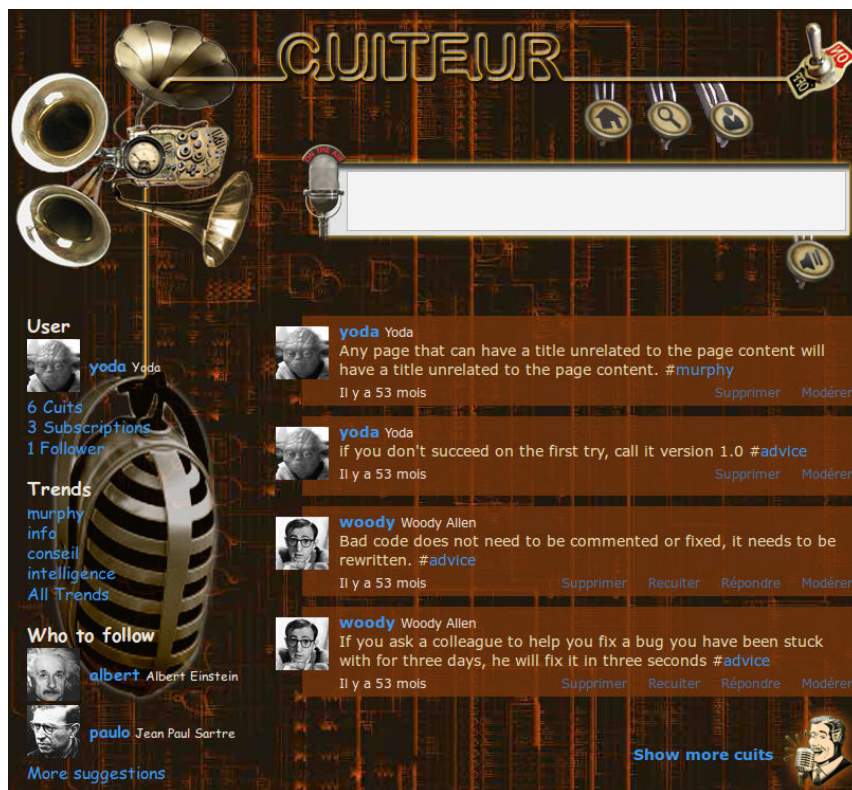 CUITEUR
ON
OFF
ON THE AIR
User
yoda Yoda
6 Cuits
3 Subscriptions
1 Follower
Trends
murphy
info
conseil
intelligence
All Trends
Who to follow
albert Albert Einstein
paulo Jean Paul Sartre
More suggestions
yoda Yoda
Any page that can have a title unrelated to the page content will
have a title unrelated to the page content. #murphy
Il y a 53 mois Supprimer Modérer
yoda Yoda
if you don't succeed on the first try, call it version 1.0 #advice
Il y a 53 mois Supprimer Modérer
woody Woody Allen
Bad code does not need to be commented or fixed, it needs to be
rewritten. #advice
Il y a 53 mois Supprimer Recuiter Répondre Modérer
woody Woody Allen
If you ask a colleague to help you fix a bug you have been stuck
with for three days, he will fix it in three seconds #advice
Il y a 53 mois Supprimer Recuiter Répondre Modérer
Show more cuits